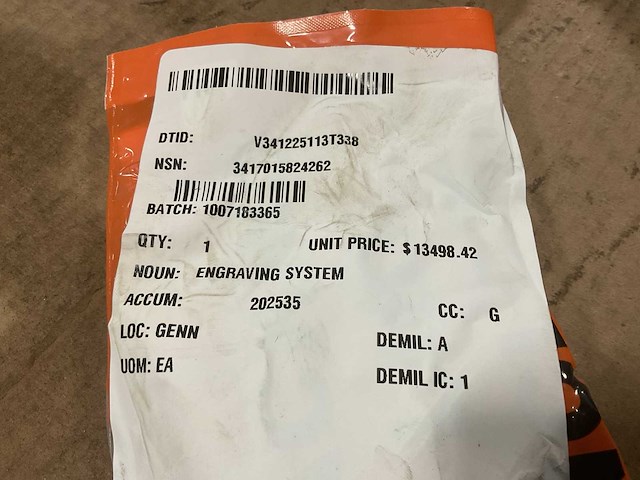 DTID: V341225113T338
NSN: 3417015824262
BATCH: 1007183365
QTY: 1 UNIT PRICE: $13498.42
NOUN: ENGRAVING SYSTEM
ACCUM: 202535
CC: G
LOC: GENN
DEMIL: A
UOM: EA
DEMIL IC: 1